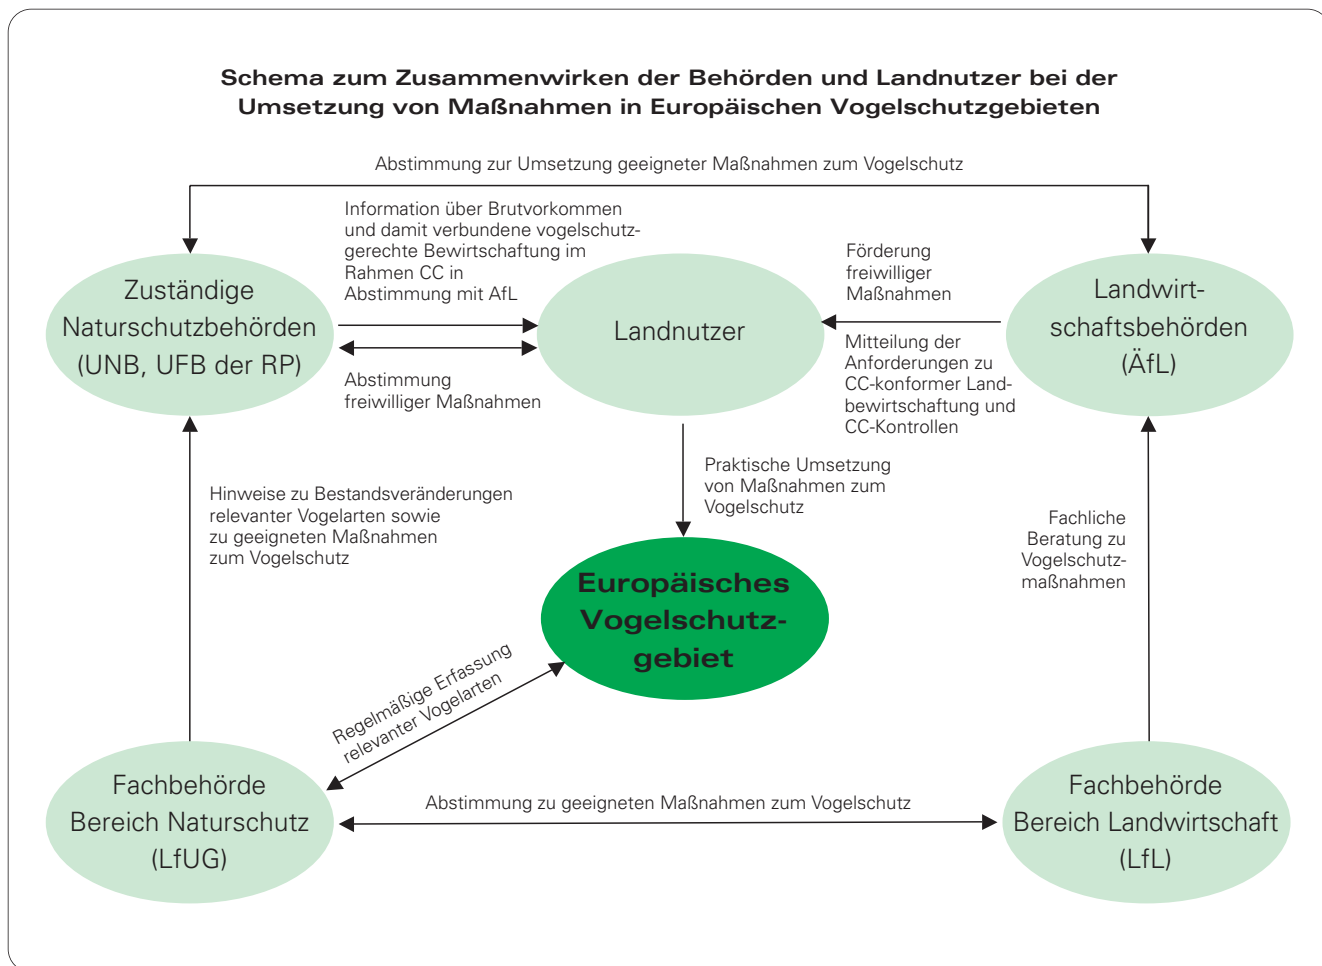 Schema zum Zusammenwirken der Behörden und Landnutzer bei der
Umsetzung von Maßnahmen in Europäischen Vogelschutzgebieten
Abstimmung zur Umsetzung geeigneter Maßnahmen zum Vogelschutz
Information über Brutvorkommen
und damit verbundene vogelschutz-
gerechte Bewirtschaftung im
Rahmen CC in
Abstimmung mit AfL
Förderung
freiwilliger
Maßnahmen
Zuständige
Naturschutzbehörden
(UNB, UFB der RP)
Landnutzer
Landwirt-
schaftsbehörden
(ÄfL)
Abstimmung
freiwilliger Maßnahmen
Mitteilung der
Anforderungen zu
CC-konformer Land-
bewirtschaftung und
CC-Kontrollen
Praktische Umsetzung
von Maßnahmen zum
Vogelschutz
Hinweise zu Bestandsveränderungen
relevanter Vogelarten sowie
zu geeigneten Maßnahmen
zum Vogelschutz
Fachliche
Beratung zu
Vogelschutz-
maßnahmen
Europäisches
Vogelschutz-
gebiet
Regelmäßige Erfassung
relevanter Vogelarten
Fachbehörde
Bereich Naturschutz
(LfUG)
Abstimmung zu geeigneten Maßnahmen zum Vogelschutz
Fachbehörde
Bereich Landwirtschaft
(LfL)